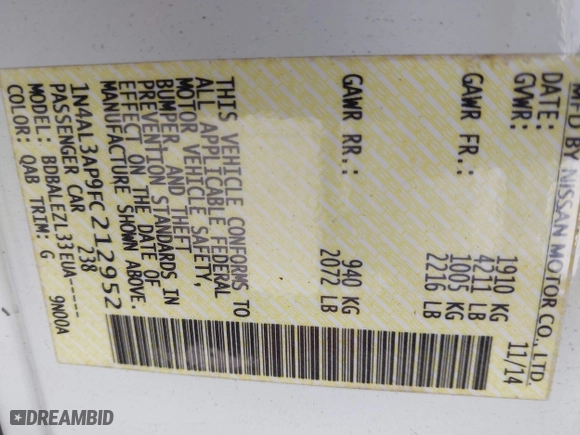 MFD BY NISSAN MOTOR CO., LTD.
DATE: 11/14
GVWR: 1910 KG
4211 LB
GAWR FR.: 1005 KG
2216 LB
GAWR RR.: 940 KG
2072 LB
THIS VEHICLE CONFORMS TO
ALL APPLICABLE FEDERAL
MOTOR VEHICLE SAFETY,
BUMPER, AND THEFT
PREVENTION STANDARDS IN
EFFECT ON THE DATE OF
MANUFACTURE SHOWN ABOVE.
1N4AL3AP9FC212952
PASSENGER CAR 238
MODEL: BDBALEZL33EUA-----
COLOR: QAB TRIM: G 9N00A
DREAMBID